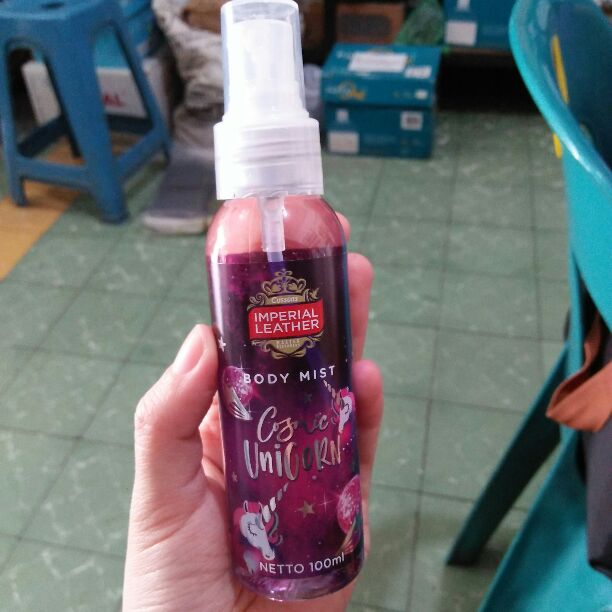 Cussons
IMPERIAL
LEATHER
BODY MIST
Cosmic
UNiCORN
NETTO 100ml